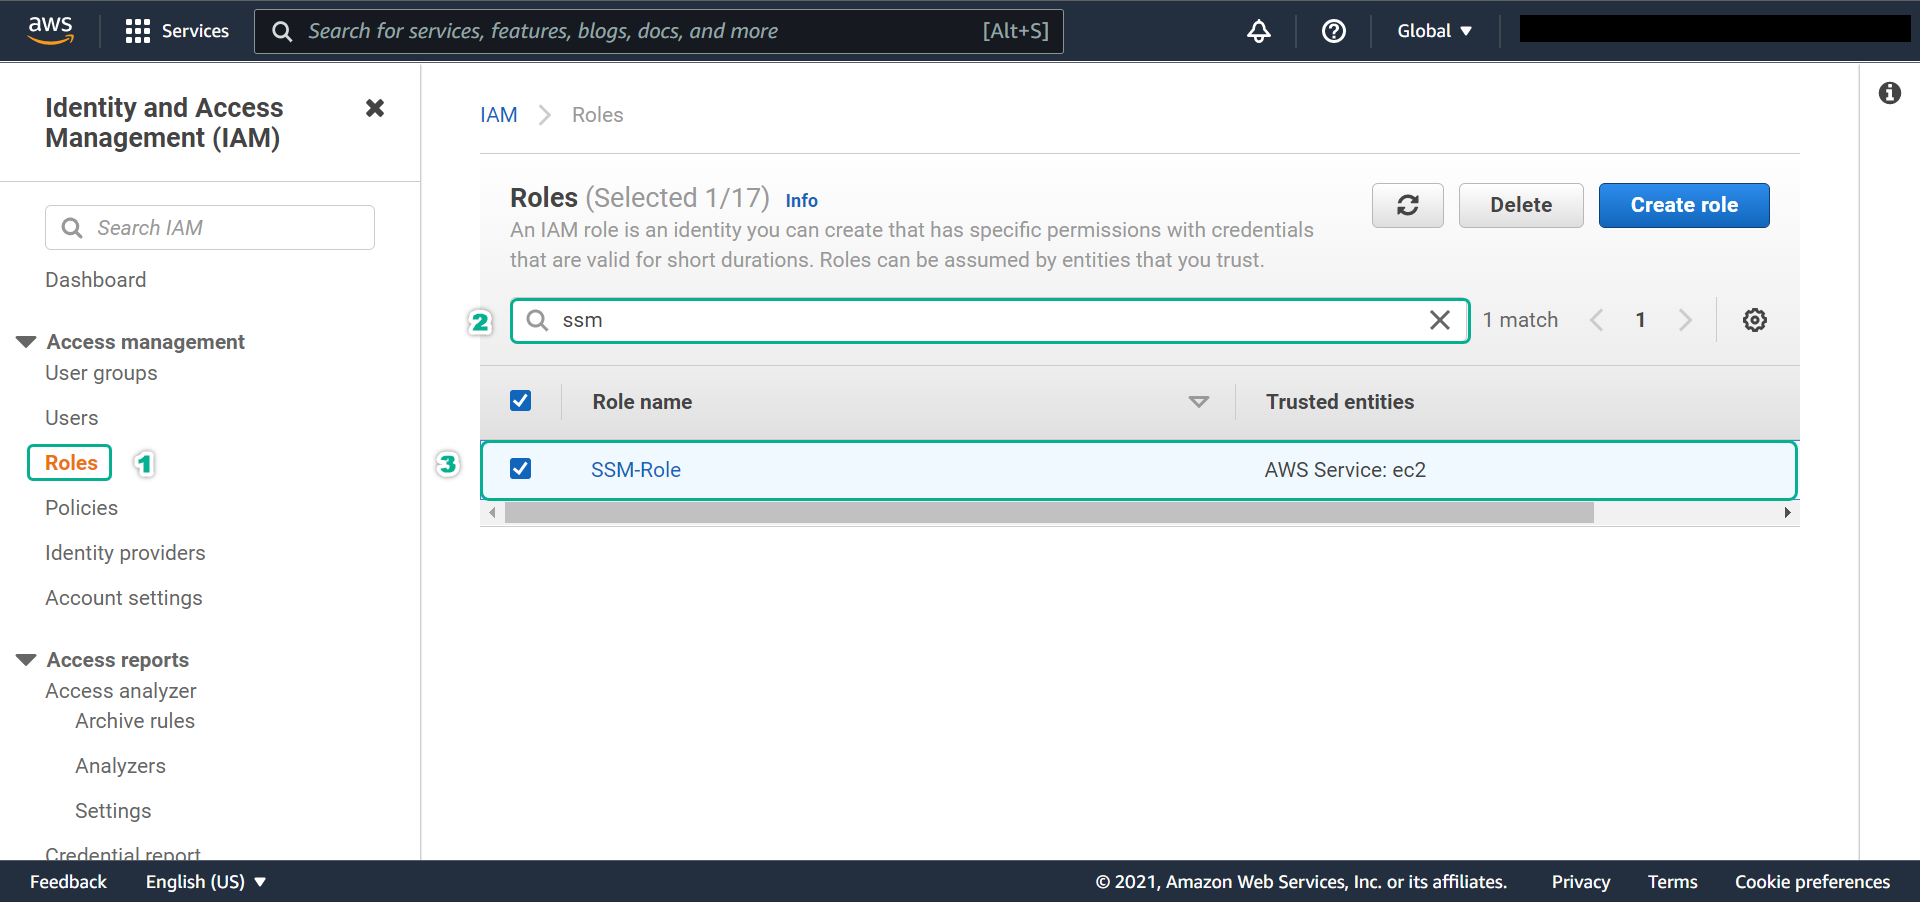 aws
Services
Search for services, features, blogs, docs, and more
[Alt+S]
Global
Identity and Access
Management (IAM)
Search IAM
Dashboard
Access management
User groups
Users
Roles
1
Policies
Identity providers
Account settings
Access reports
Access analyzer
Archive rules
Analyzers
Settings
Credential report
IAM
Roles
Roles (Selected 1/17) Info
An IAM role is an identity you can create that has specific permissions with credentials
that are valid for short durations. Roles can be assumed by entities that you trust.
Delete
Create role
2
ssm
1 match
1
Role name
Trusted entities
3
SSM-Role
AWS Service: ec2
Feedback
English (US)
© 2021, Amazon Web Services, Inc. or its affiliates.
Privacy
Terms
Cookie preferences